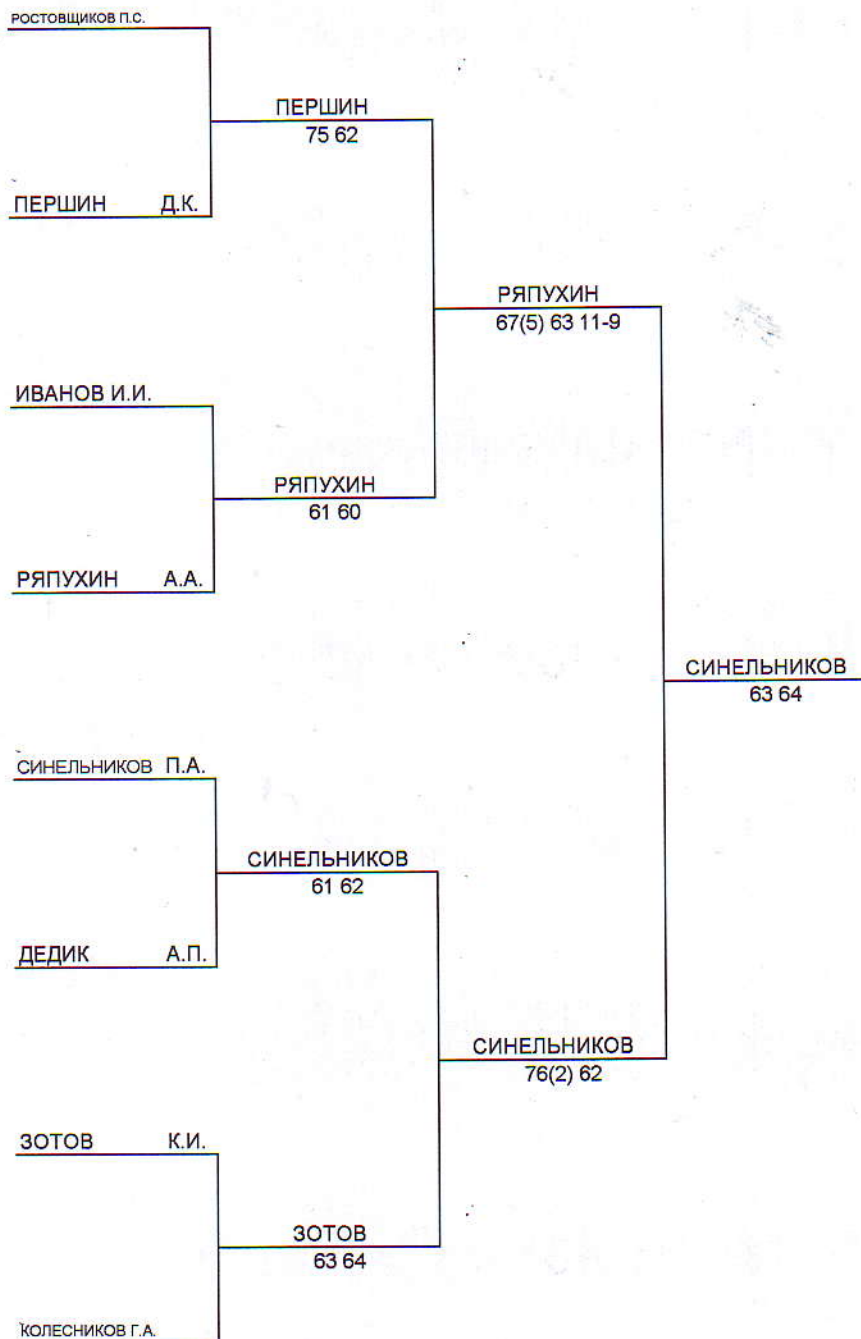 РОСТОВЩИКОВ П.С.
ПЕРШИН
75 62
ПЕРШИН Д.К.
РЯПУХИН
67(5) 63 11-9
ИВАНОВ И.И.
РЯПУХИН
61 60
РЯПУХИН А.А.
СИНЕЛЬНИКОВ
63 64
СИНЕЛЬНИКОВ П.А.
СИНЕЛЬНИКОВ
61 62
ДЕДИК А.П.
СИНЕЛЬНИКОВ
76(2) 62
ЗОТОВ К.И.
ЗОТОВ
63 64
КОЛЕСНИКОВ Г.А.